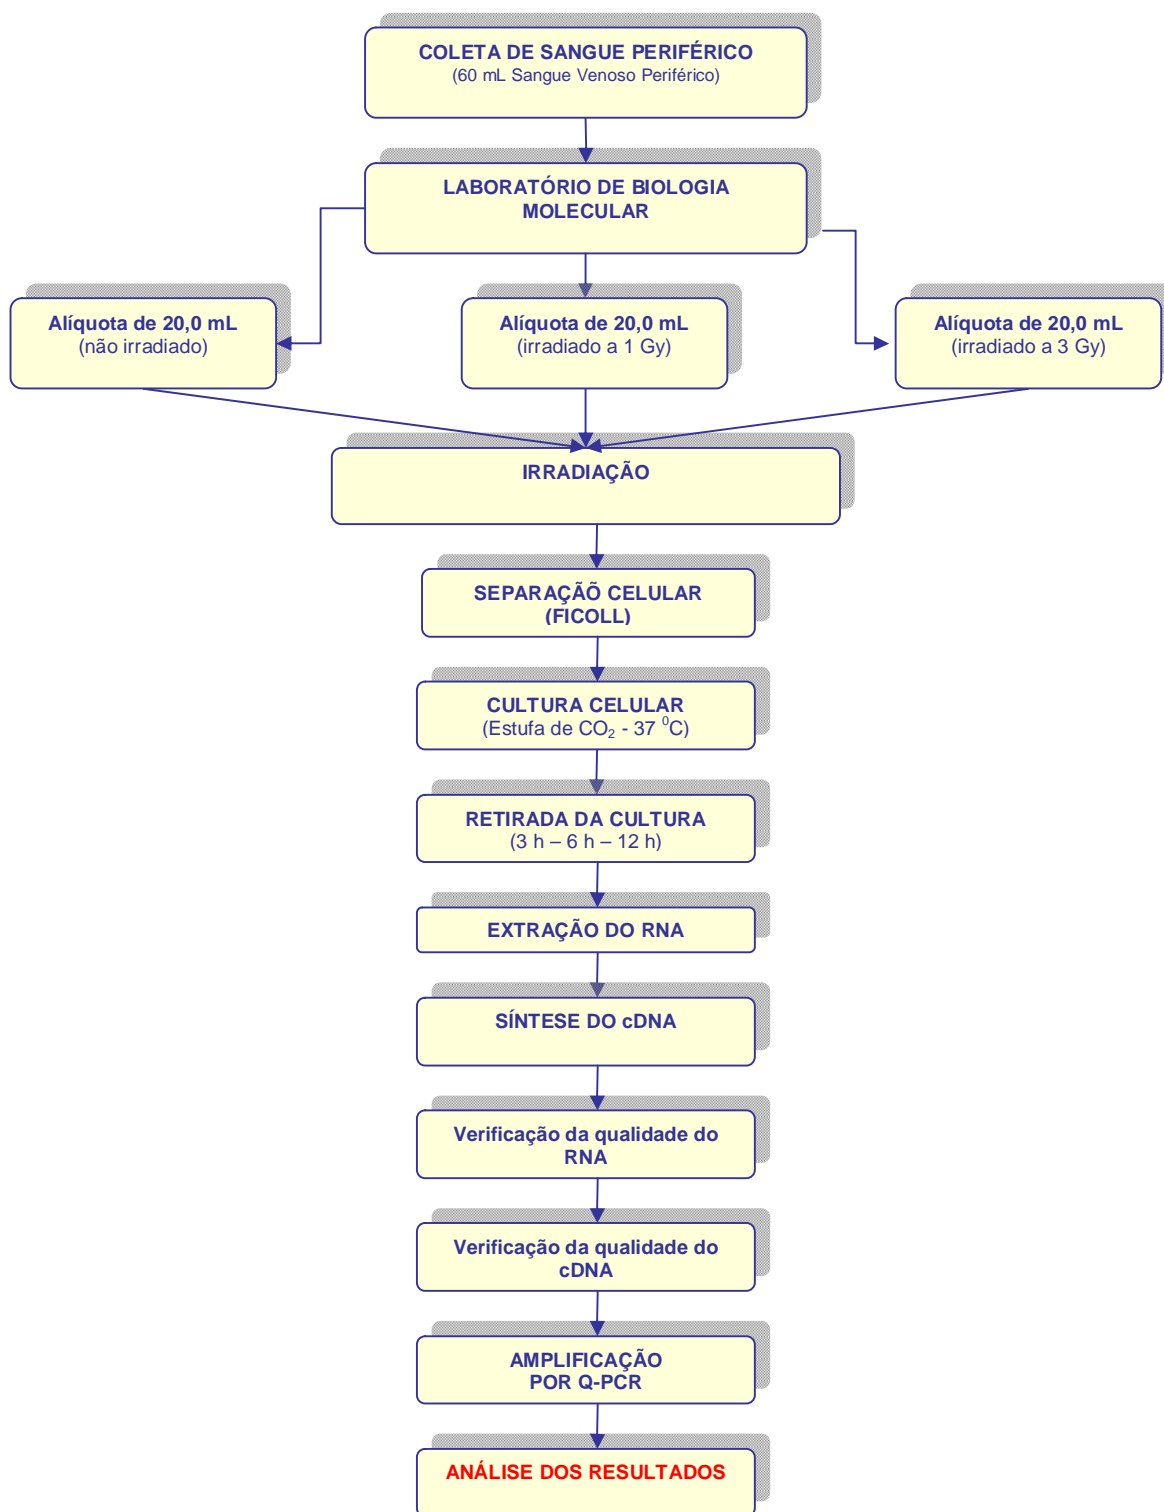 COLETA DE SANGUE PERIFÉRICO
(60 mL Sangue Venoso Periférico)
LABORATÓRIO DE BIOLOGIA
MOLECULAR
Alíquota de 20,0 mL
(não irradiado)
Alíquota de 20,0 mL
(irradiado a 1 Gy)
Alíquota de 20,0 mL
(irradiado a 3 Gy)
IRRADIAÇÃO
SEPARAÇÃÕ CELULAR
(FICOLL)
CULTURA CELULAR
(Estufa de CO₂ - 37 ⁰C)
RETIRADA DA CULTURA
(3 h – 6 h – 12 h)
EXTRAÇÃO DO RNA
SÍNTESE DO cDNA
Verificação da qualidade do
RNA
Verificação da qualidade do
cDNA
AMPLIFICAÇÃO
POR Q-PCR
ANÁLISE DOS RESULTADOS